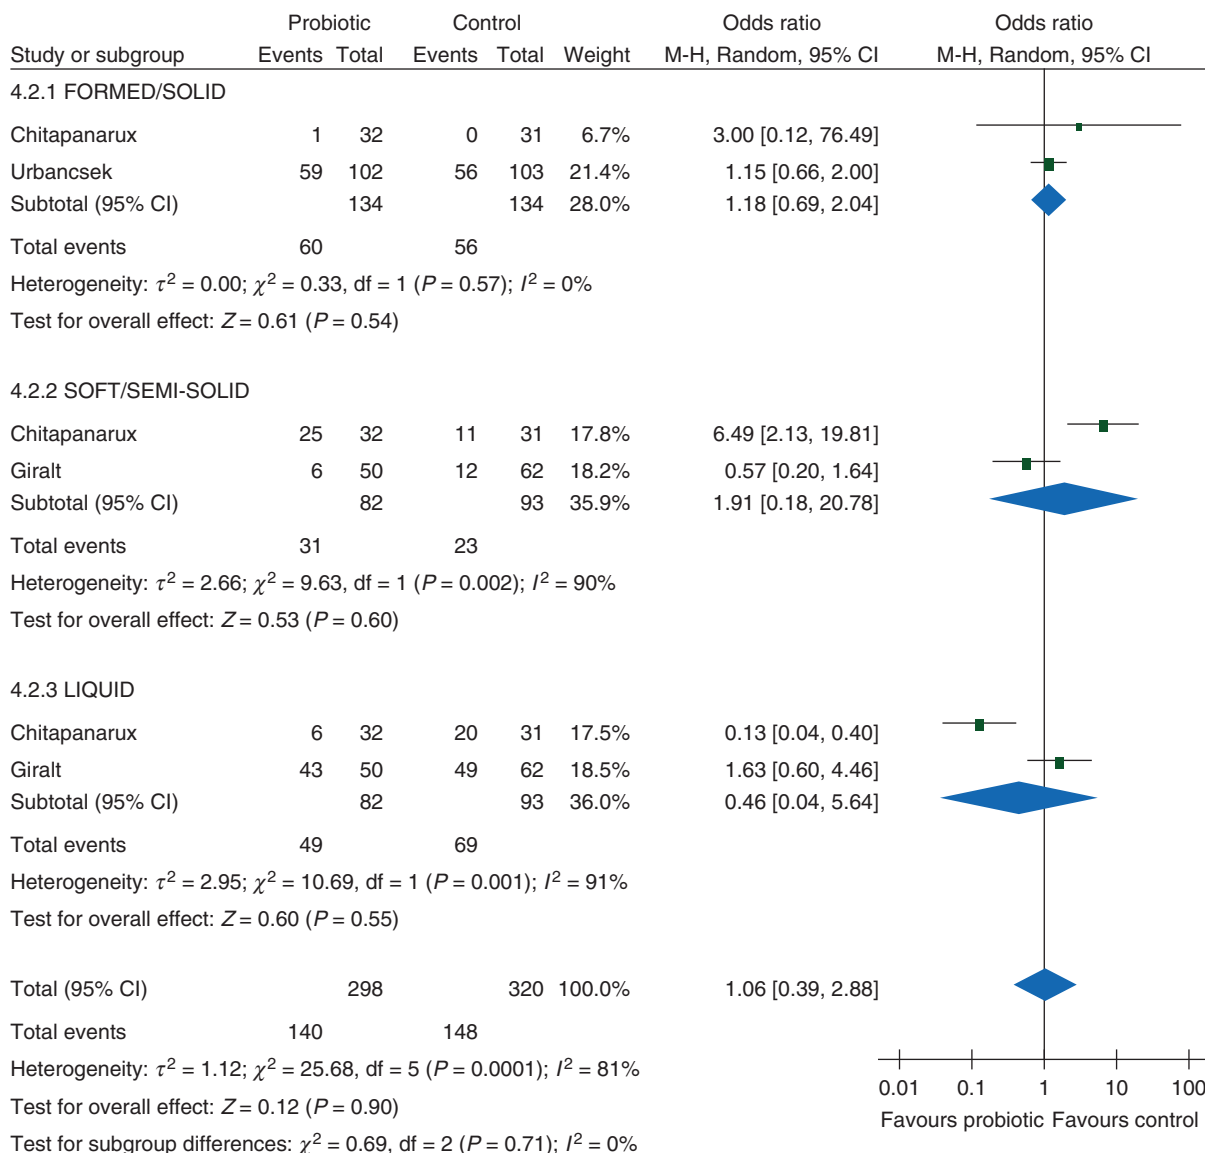 Probiotic Control Odds ratio Odds ratio
Study or subgroup Events Total Events Total Weight M-H, Random, 95% CI M-H, Random, 95% CI
4.2.1 FORMED/SOLID
Chitapanarux 1 32 0 31 6.7% 3.00 [0.12, 76.49]
Urbancsek 59 102 56 103 21.4% 1.15 [0.66, 2.00]
Subtotal (95% CI) 134 134 28.0% 1.18 [0.69, 2.04]
Total events 60 56
Heterogeneity: τ² = 0.00; χ² = 0.33, df = 1 (P = 0.57); I² = 0%
Test for overall effect: Z = 0.61 (P = 0.54)
4.2.2 SOFT/SEMI-SOLID
Chitapanarux 25 32 11 31 17.8% 6.49 [2.13, 19.81]
Giralt 6 50 12 62 18.2% 0.57 [0.20, 1.64]
Subtotal (95% CI) 82 93 35.9% 1.91 [0.18, 20.78]
Total events 31 23
Heterogeneity: τ² = 2.66; χ² = 9.63, df = 1 (P = 0.002); I² = 90%
Test for overall effect: Z = 0.53 (P = 0.60)
4.2.3 LIQUID
Chitapanarux 6 32 20 31 17.5% 0.13 [0.04, 0.40]
Giralt 43 50 49 62 18.5% 1.63 [0.60, 4.46]
Subtotal (95% CI) 82 93 36.0% 0.46 [0.04, 5.64]
Total events 49 69
Heterogeneity: τ² = 2.95; χ² = 10.69, df = 1 (P = 0.001); I² = 91%
Test for overall effect: Z = 0.60 (P = 0.55)
Total (95% CI) 298 320 100.0% 1.06 [0.39, 2.88]
Total events 140 148
Heterogeneity: τ² = 1.12; χ² = 25.68, df = 5 (P = 0.0001); I² = 81%
Test for overall effect: Z = 0.12 (P = 0.90)
Test for subgroup differences: χ² = 0.69, df = 2 (P = 0.71); I² = 0%
0.01 0.1 1 10 100
Favours probiotic Favours control